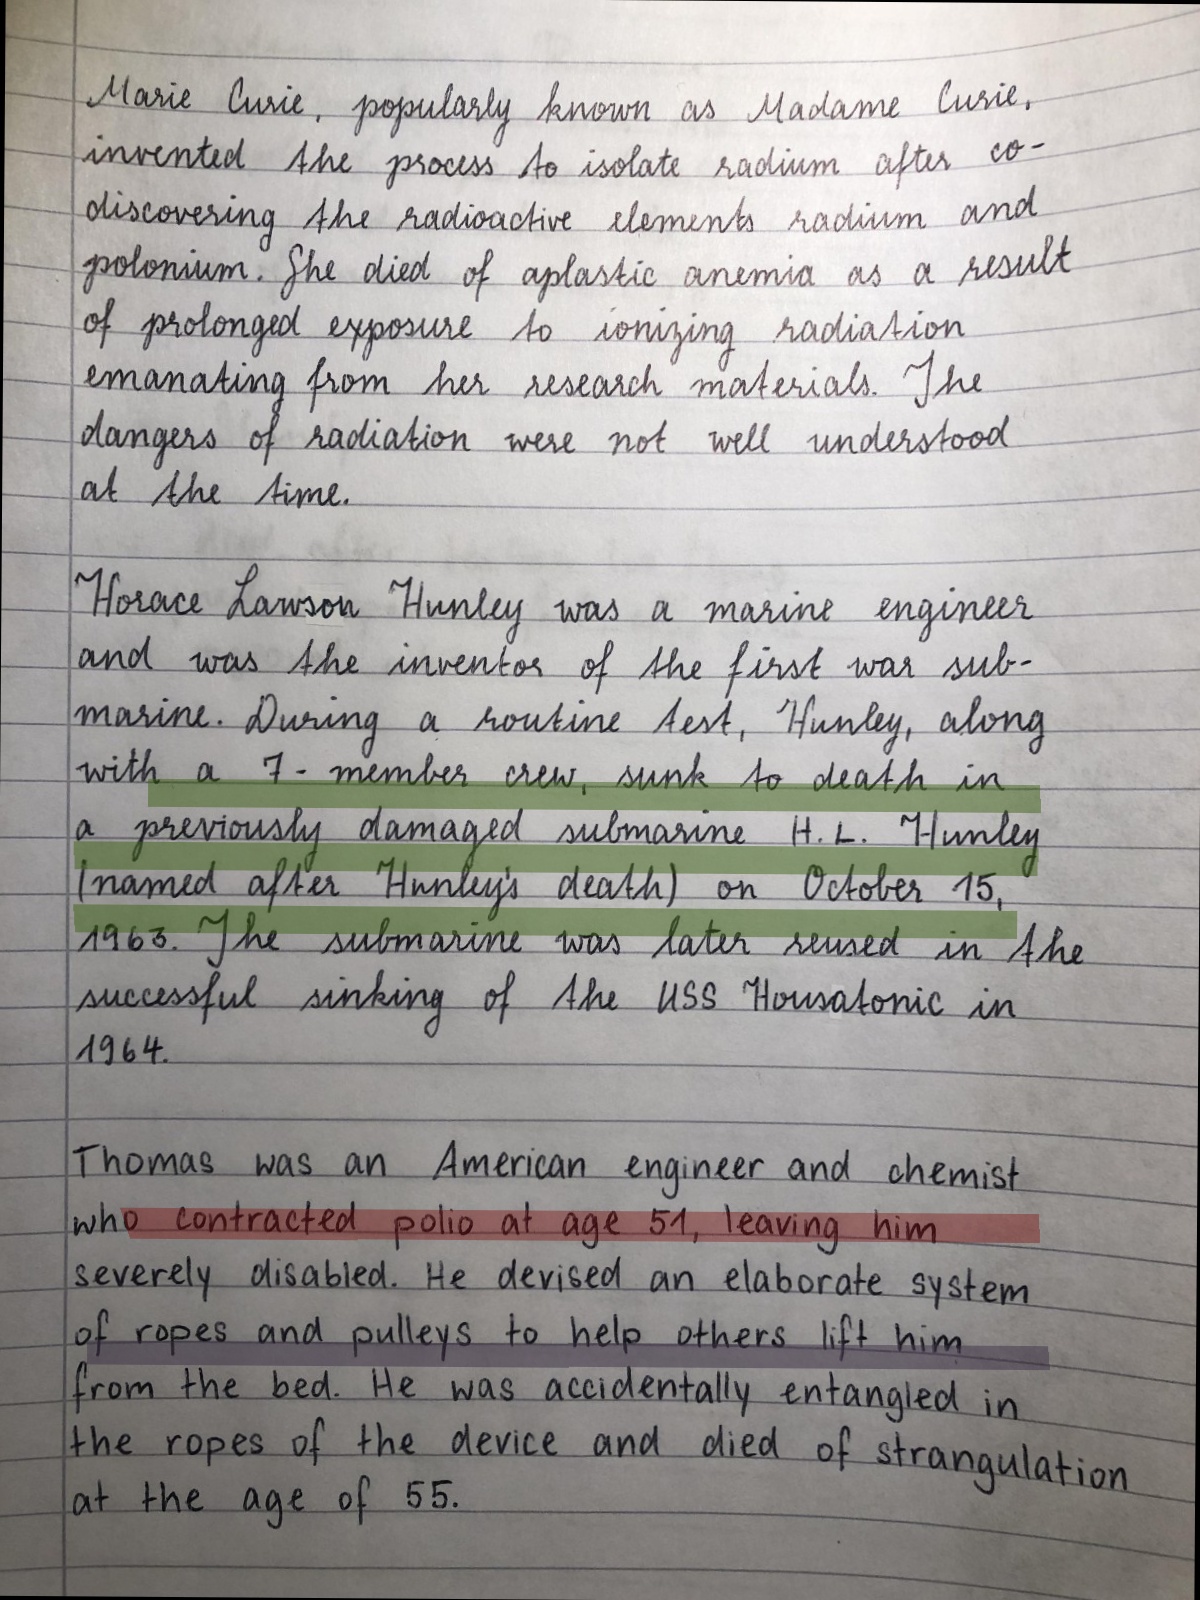 Marie Curie, popularly known as Madame Curie,
invented the process to isolate radium after co-
discovering the radioactive elements radium and
polonium. She died of aplastic anemia as a result
of prolonged exposure to ionizing radiation
emanating from her research materials. The
dangers of radiation were not well understood
at the time.
Horace Lawson Hunley was a marine engineer
and was the inventor of the first war sub-
marine. During a routine test, Hunley, along
with a 7-member crew, sunk to death in
a previously damaged submarine H.L. Hunley
(named after Hunley's death) on October 15,
1963. The submarine was later reused in the
successful sinking of the USS Housatonic in
1964.
Thomas was an American engineer and chemist
who contracted polio at age 51, leaving him
severely disabled. He devised an elaborate system
of ropes and pulleys to help others lift him
from the bed. He was accidentally entangled in
the ropes of the device and died of strangulation
at the age of 55.